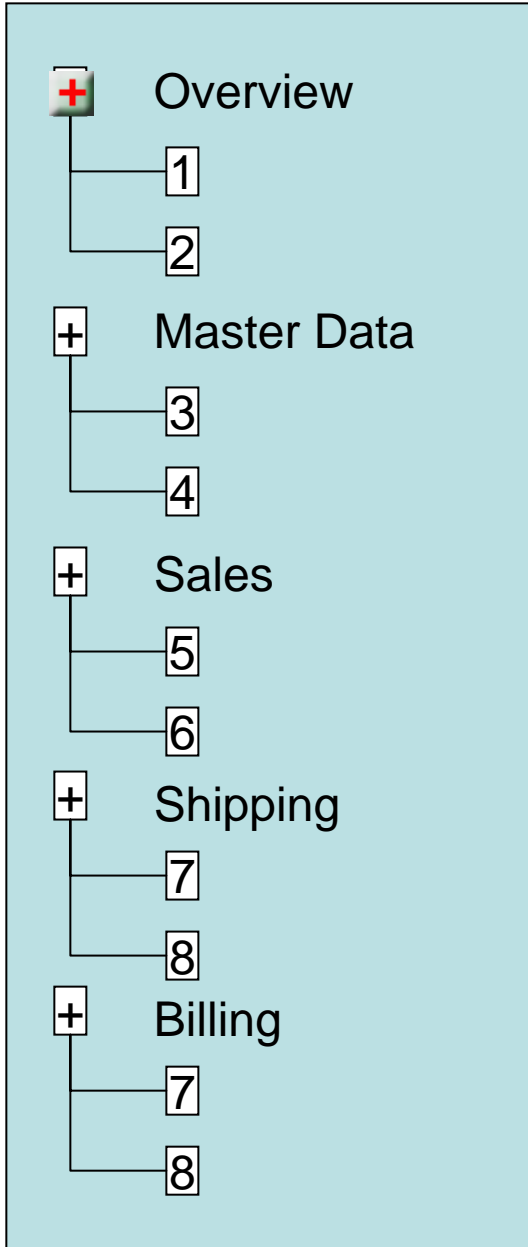 + Overview
1
2
+ Master Data
3
4
+ Sales
5
6
+ Shipping
7
8
+ Billing
7
8